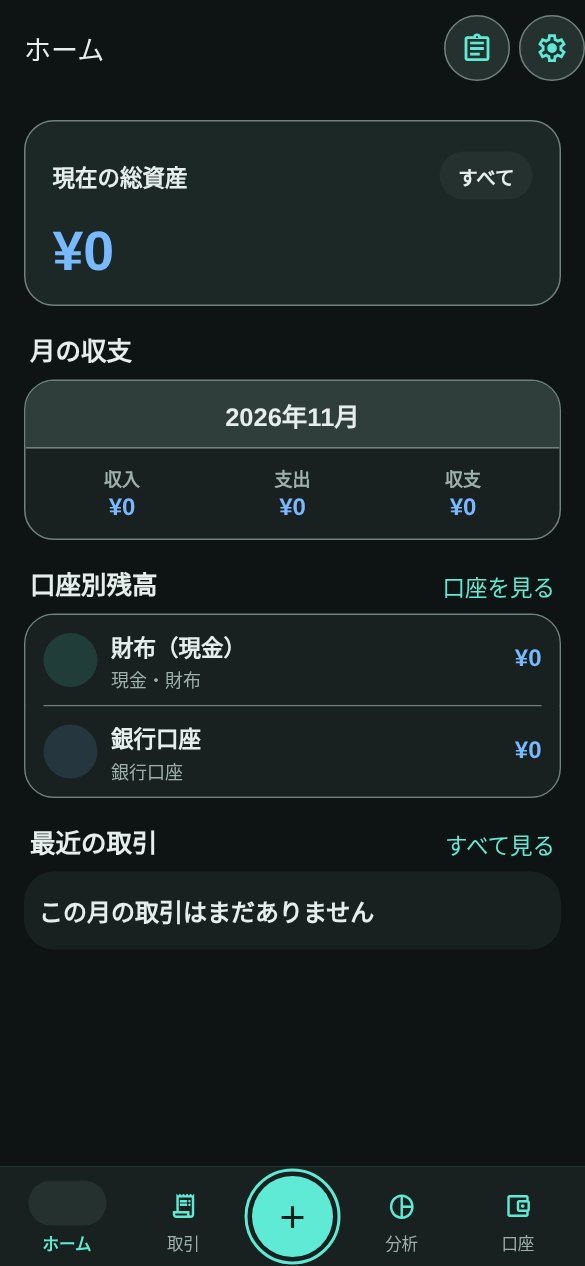 ホーム
現在の総資産
すべて
¥0
月の収支
2026年11月
収入
支出
収支
¥0
¥0
¥0
口座別残高
口座を見る
財布（現金）
現金・財布
¥0
銀行口座
銀行口座
¥0
最近の取引
すべて見る
この月の取引はまだありません
ホーム
取引
分析
口座